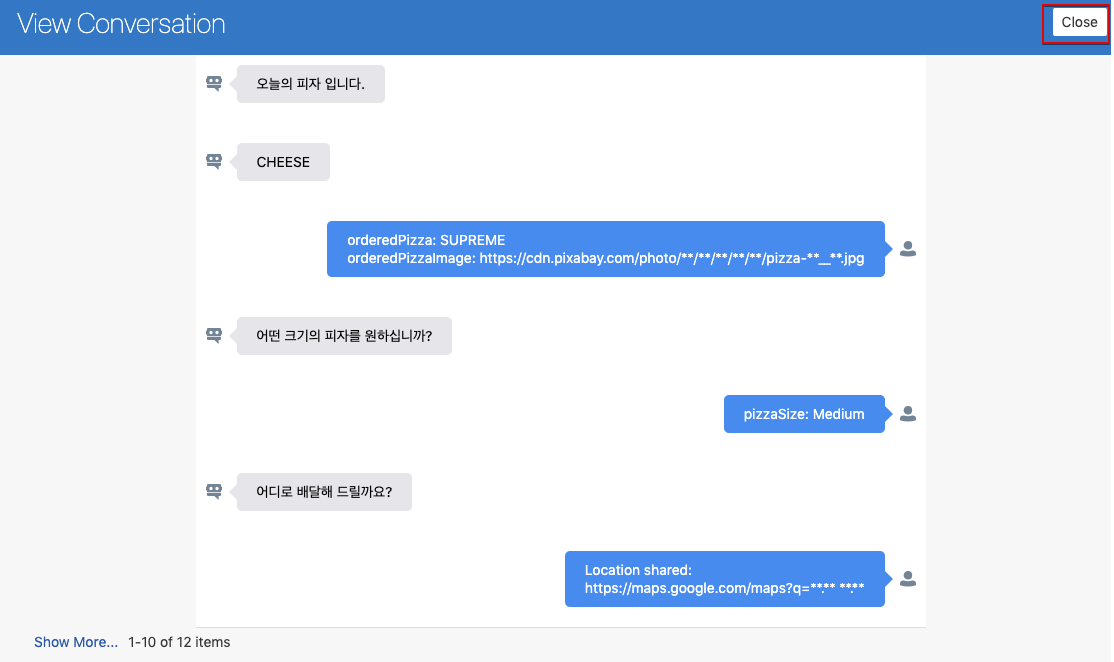 View Conversation
Close
오늘의 피자 입니다.
CHEESE
orderedPizza: SUPREME
orderedPizzaImage: https://cdn.pixabay.com/photo/**/**/**/**/**/pizza-**__**.jpg
어떤 크기의 피자를 원하십니까?
pizzaSize: Medium
어디로 배달해 드릴까요?
Location shared:
https://maps.google.com/maps?q=**.** **.**
Show More... 1-10 of 12 items